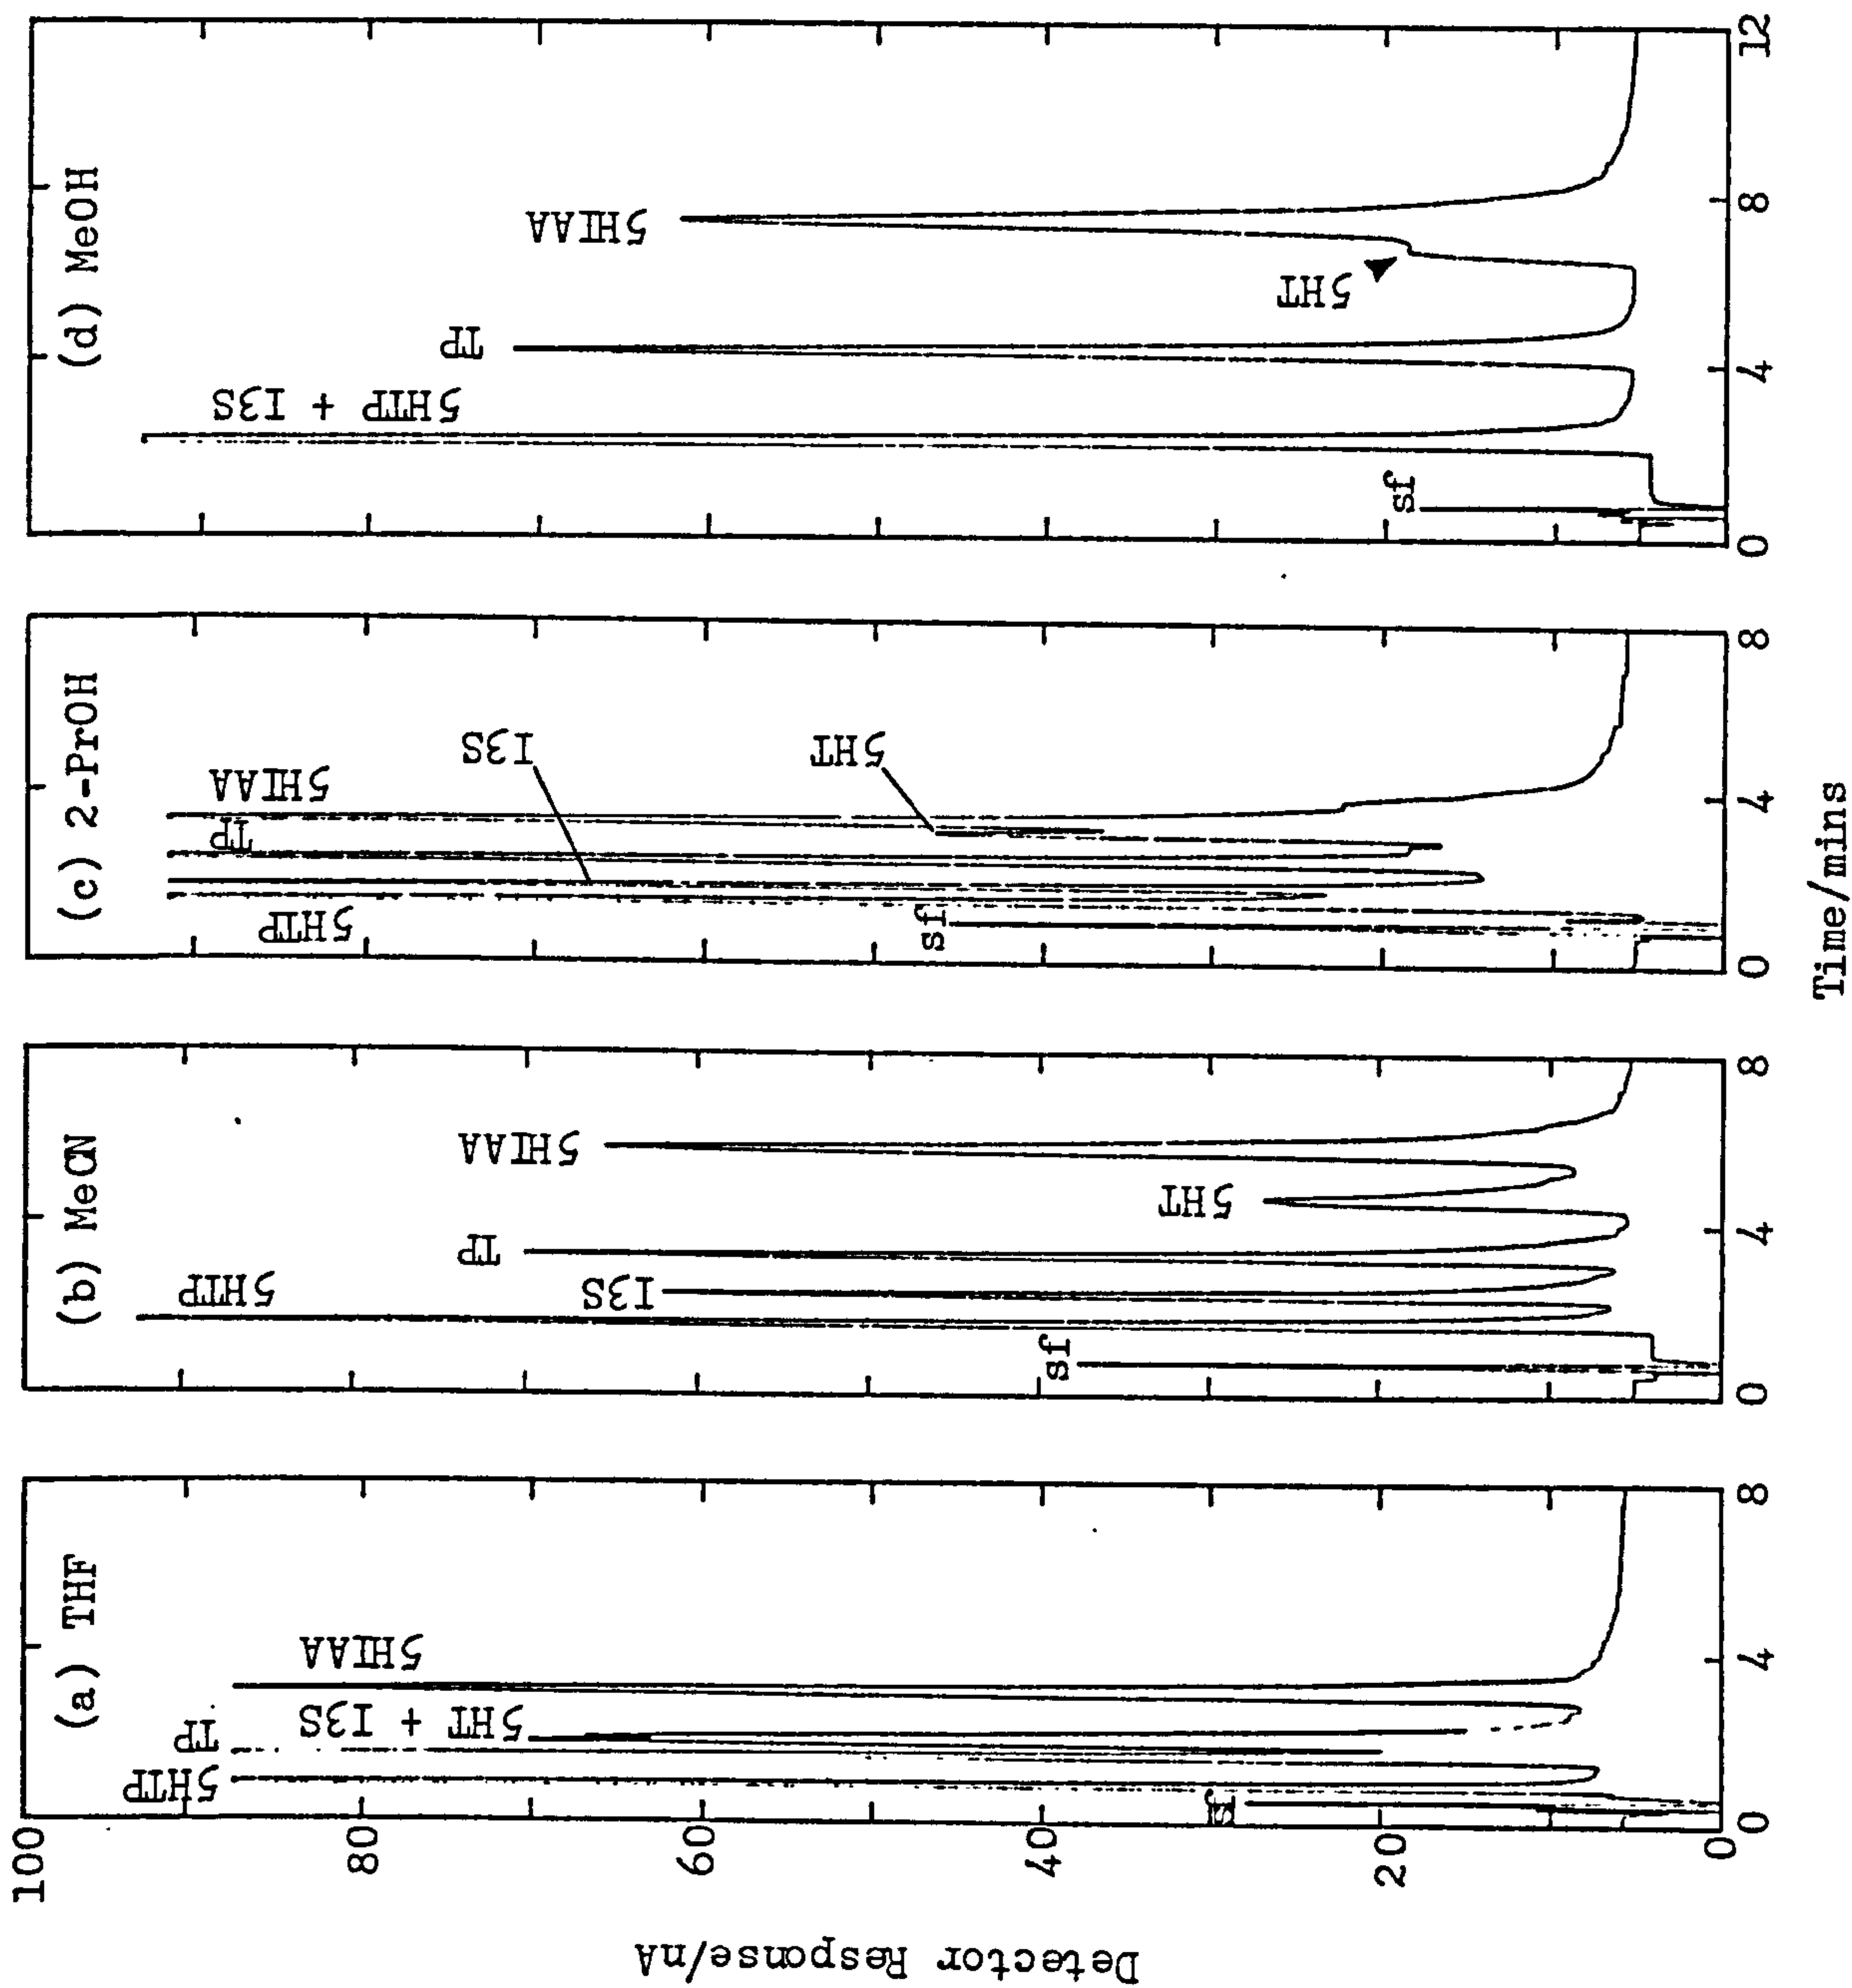 (a) THF
5HTP
TP
5HT + I3S
5HIAA
sf
(b) MeCN
5HTP
I3S
TP
5HT
5HIAA
sf
(c) 2-PrOH
5HTP
I3S
TP
5HT
5HIAA
sf
(d) MeOH
5HTP + I3S
TP
5HT
5HIAA
sf
Detector Response/nA
100
80
60
40
20
0
0 4 8
0 4 8
0 4 8
0 4 8 12
Time/mins